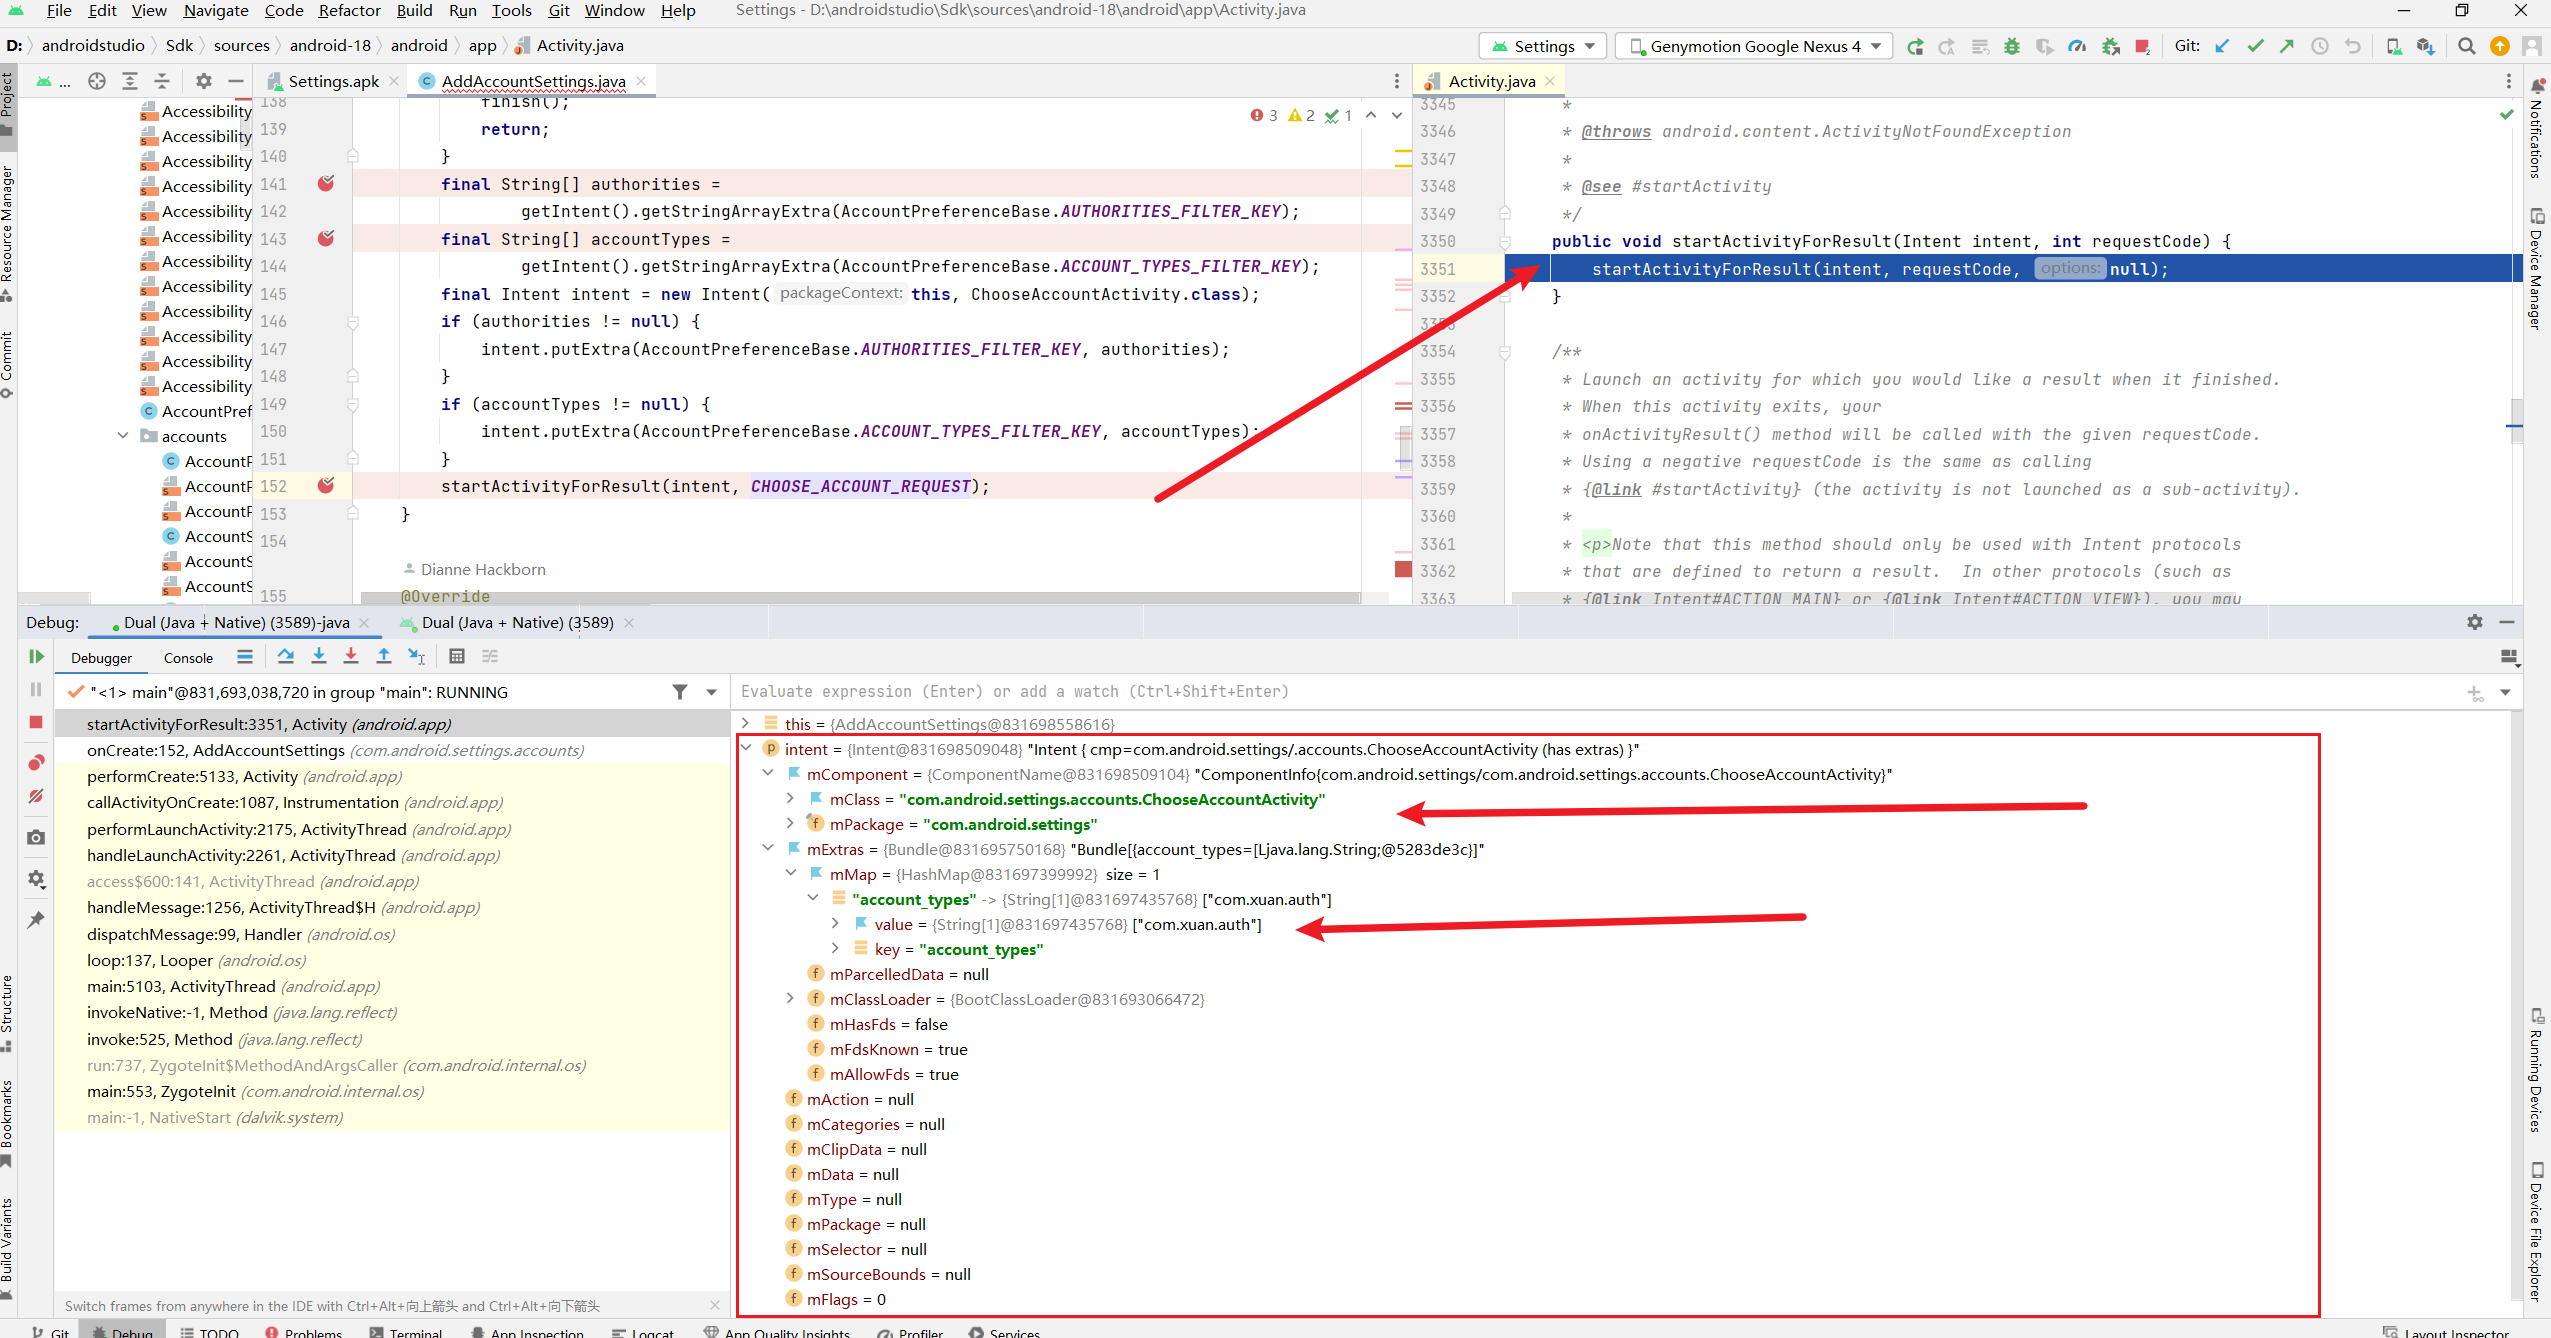 File Edit View Navigate Code Refactor Build Run Tools Git Window Help Settings - D:\androidstudio\Sdk\sources\android-18\android\app\Activity.java
D: androidstudio Sdk sources android-18 android app Activity.java Settings Genymotion Google Nexus 4 Git:
... Settings.apk AddAccountSettings.java Activity.java
Project
Resource Manager
Commit
Structure
Bookmarks
Build Variants
Accessibility
Accessibility
Accessibility
Accessibility
Accessibility
Accessibility
Accessibility
Accessibility
Accessibility
Accessibility
Accessibility
Accessibility
AccountPref
accounts
AccountP
AccountP
AccountP
AccountS
AccountS
AccountS
3 2 1
138 finish();
139 return;
140 }
141 final String[] authorities =
142 getIntent().getStringArrayExtra(AccountPreferenceBase.AUTHORITIES_FILTER_KEY);
143 final String[] accountTypes =
144 getIntent().getStringArrayExtra(AccountPreferenceBase.ACCOUNT_TYPES_FILTER_KEY);
145 final Intent intent = new Intent( packageContext: this, ChooseAccountActivity.class);
146 if (authorities != null) {
147 intent.putExtra(AccountPreferenceBase.AUTHORITIES_FILTER_KEY, authorities);
148 }
149 if (accountTypes != null) {
150 intent.putExtra(AccountPreferenceBase.ACCOUNT_TYPES_FILTER_KEY, accountTypes);
151 }
152 startActivityForResult(intent, CHOOSE_ACCOUNT_REQUEST);
153 }
154
Dianne Hackborn
155 @Override
3345 *
3346 * @throws android.content.ActivityNotFoundException
3347 *
3348 * @see #startActivity
3349 */
3350 public void startActivityForResult(Intent intent, int requestCode) {
3351 startActivityForResult(intent, requestCode, options: null);
3352 }
3353
3354 /**
3355 * Launch an activity for which you would like a result when it finished.
3356 * When this activity exits, your
3357 * onActivityResult() method will be called with the given requestCode.
3358 * Using a negative requestCode is the same as calling
3359 * {@link #startActivity} (the activity is not launched as a sub-activity).
3360 *
3361 * <p>Note that this method should only be used with Intent protocols
3362 * that are defined to return a result.  In other protocols (such as
3363 * {@link Intent#ACTION_MAIN} or {@link Intent#ACTION_VIEW}), you may
Notifications
Device Manager
Running Devices
Device File Explorer
Debug: Dual (Java + Native) (3589)-java Dual (Java + Native) (3589)
Debugger Console
"<1> main"@831,693,038,720 in group "main": RUNNING
startActivityForResult:3351, Activity (android.app)
onCreate:152, AddAccountSettings (com.android.settings.accounts)
performCreate:5133, Activity (android.app)
callActivityOnCreate:1087, Instrumentation (android.app)
performLaunchActivity:2175, ActivityThread (android.app)
handleLaunchActivity:2261, ActivityThread (android.app)
access$600:141, ActivityThread (android.app)
handleMessage:1256, ActivityThread$H (android.app)
dispatchMessage:99, Handler (android.os)
loop:137, Looper (android.os)
main:5103, ActivityThread (android.app)
invokeNative:-1, Method (java.lang.reflect)
invoke:525, Method (java.lang.reflect)
run:737, ZygoteInit$MethodAndArgsCaller (com.android.internal.os)
main:553, ZygoteInit (com.android.internal.os)
main:-1, NativeStart (dalvik.system)
Switch frames from anywhere in the IDE with Ctrl+Alt+向上箭头 and Ctrl+Alt+向下箭头
Evaluate expression (Enter) or add a watch (Ctrl+Shift+Enter)
this = {AddAccountSettings@831698558616}
intent = {Intent@831698509048} "Intent { cmp=com.android.settings/.accounts.ChooseAccountActivity (has extras) }"
mComponent = {ComponentName@831698509104} "ComponentInfo{com.android.settings/com.android.settings.accounts.ChooseAccountActivity}"
mClass = "com.android.settings.accounts.ChooseAccountActivity"
mPackage = "com.android.settings"
mExtras = {Bundle@831695750168} "Bundle[{account_types=[Ljava.lang.String;@5283de3c}]"
mMap = {HashMap@831697399992} size = 1
"account_types" -> {String[1]@831697435768} ["com.xuan.auth"]
value = {String[1]@831697435768} ["com.xuan.auth"]
key = "account_types"
mParcelledData = null
mClassLoader = {BootClassLoader@831693066472}
mHasFds = false
mFdsKnown = true
mAllowFds = true
mAction = null
mCategories = null
mClipData = null
mData = null
mType = null
mPackage = null
mSelector = null
mSourceBounds = null
mFlags = 0
Git Debug TODO Problems Terminal App Inspection Logcat App Quality Insights Profiler Services Layout Inspector